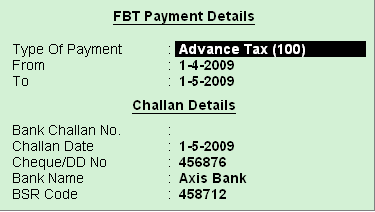 FBT Payment Details
Type Of Payment : Advance Tax (100)
From : 1-4-2009
To : 1-5-2009
Challan Details
Bank Challan No. :
Challan Date : 1-5-2009
Cheque/DD No : 456876
Bank Name : Axis Bank
BSR Code : 458712